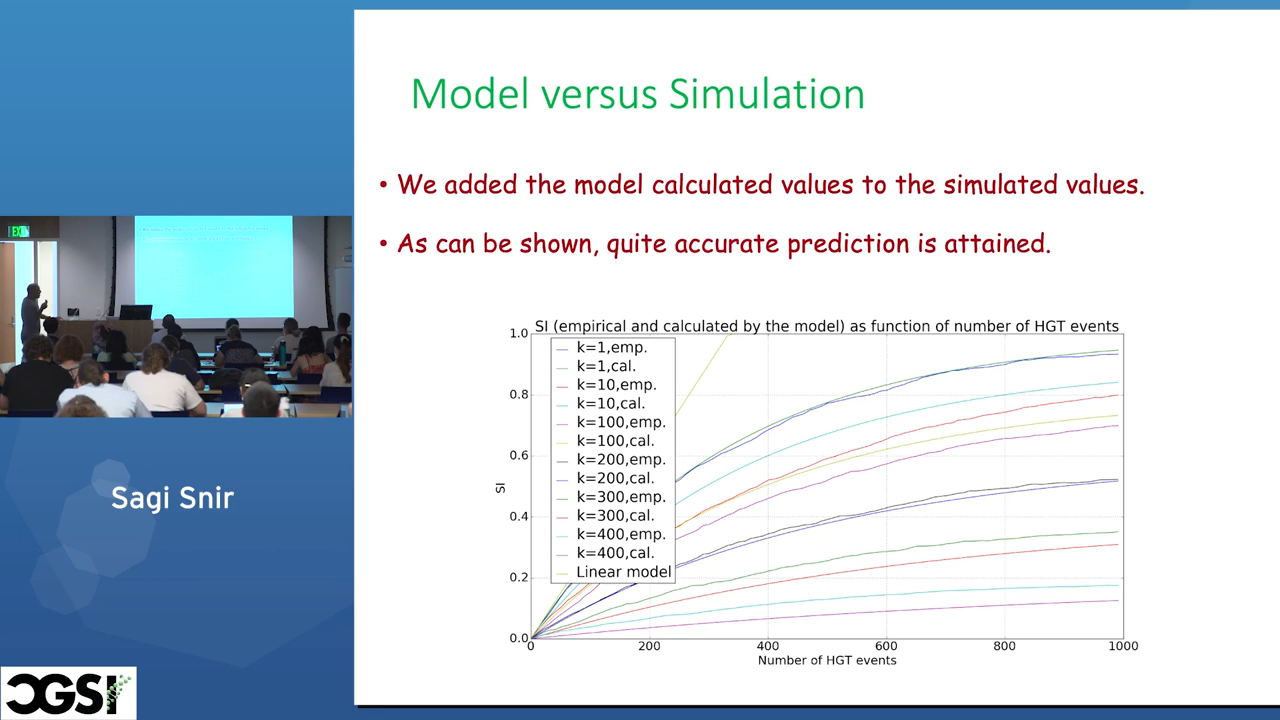 Model versus Simulation
• We added the model calculated values to the simulated values.
• As can be shown, quite accurate prediction is attained.
SI (empirical and calculated by the model) as function of number of HGT events
1.0
0.8
0.6
0.4
0.2
0.0
SI
k=1,emp.
k=1,cal.
k=10,emp.
k=10,cal.
k=100,emp.
k=100,cal.
k=200,emp.
k=200,cal.
k=300,emp.
k=300,cal.
k=400,emp.
k=400,cal.
Linear model
0 200 400 600 800 1000
Number of HGT events
EX
Sagi Snir
CGSI